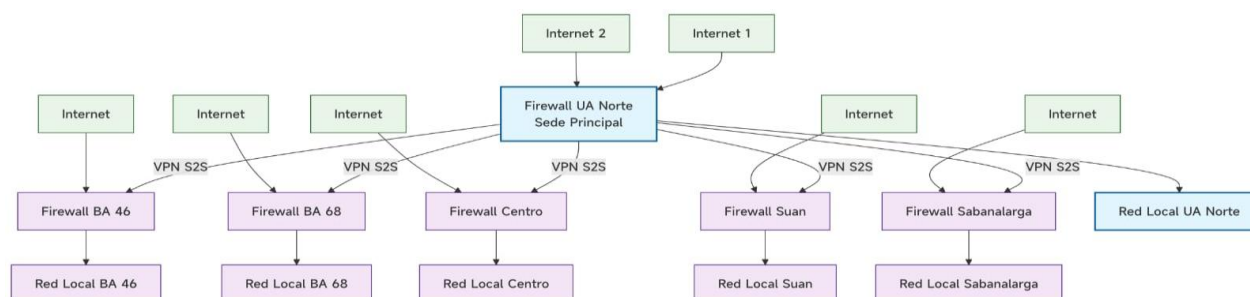 Internet 2
Internet 1
Firewall UA Norte
Sede Principal
Internet
Internet
Internet
Internet
Internet
VPN S2S
VPN S2S
VPN S2S
VPN S2S
VPN S2S
Firewall BA 46
Firewall BA 68
Firewall Centro
Firewall Suan
Firewall Sabanalarga
Red Local UA Norte
Red Local BA 46
Red Local BA 68
Red Local Centro
Red Local Suan
Red Local Sabanalarga